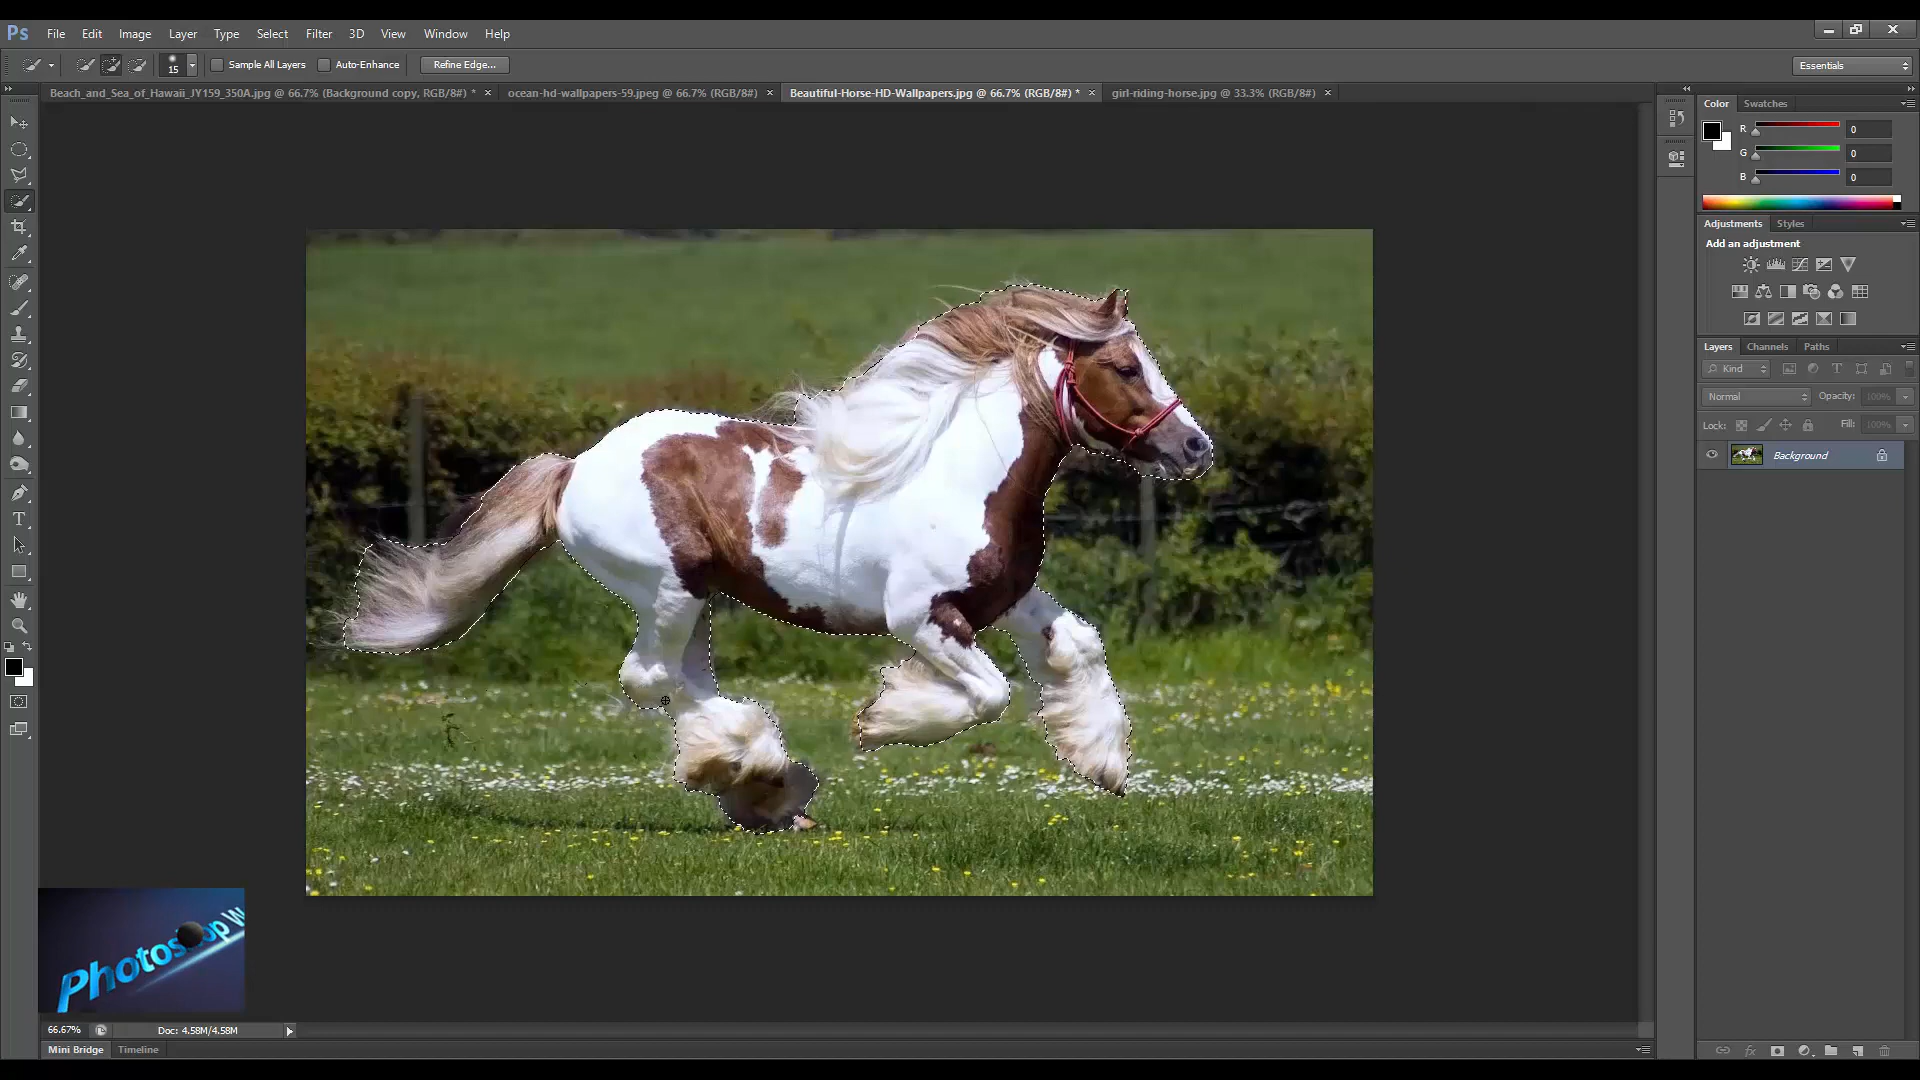 Ps File Edit Image Layer Type Select Filter 3D View Window Help
15 Sample All Layers Auto-Enhance Refine Edge... Essentials
Beach_and_Sea_of_Hawaii_JY159_350A.jpg @ 66.7% (Background copy, RGB/8#) * × ocean-hd-wallpapers-59.jpeg @ 66.7% (RGB/8#) × Beautiful-Horse-HD-Wallpapers.jpg @ 66.7% (RGB/8#) * × girl-riding-horse.jpg @ 33.3% (RGB/8#) ×
Color Swatches
R 0
G 0
B 0
Adjustments Styles
Add an adjustment
Layers Channels Paths
Kind
Normal Opacity: 100%
Lock: Fill: 100%
Background
Photoshop W
66.67% Doc: 4.58M/4.58M
Mini Bridge Timeline